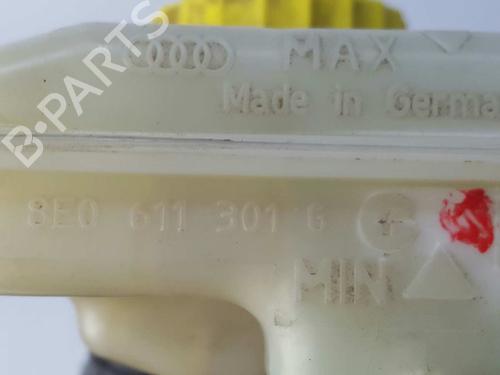 MAX
Made in Germa
8E0 611 301 G
MIN
B-PARTS